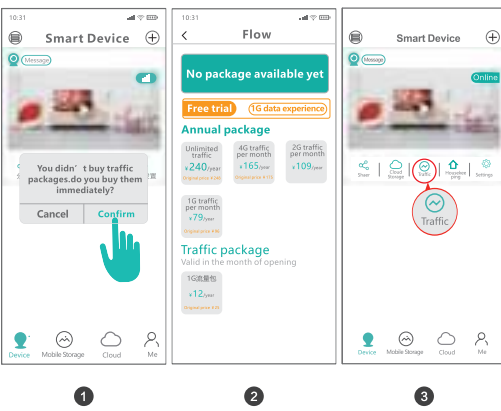 10:31
Smart Device
Message
You didn' t buy traffic
packages.do you buy them
immediately?
Cancel
Confirm
Device
Mobile Storage
Cloud
Me
1
10:31
Flow
No package available yet
Free trial
(1G data experience)
Annual package
Unlimited
traffic
¥240/year
4G traffic
per month
¥165/year
2G traffic
per month
¥109/year
1G traffic
per month
¥79/year
Traffic package
Valid in the month of opening
1G流量包
¥12/year
2
Smart Device
Message
Online
Share
Cloud
Storage
Traffic
Housekee
ping
Settings
Traffic
Device
Mobile Storage
Cloud
Me
3